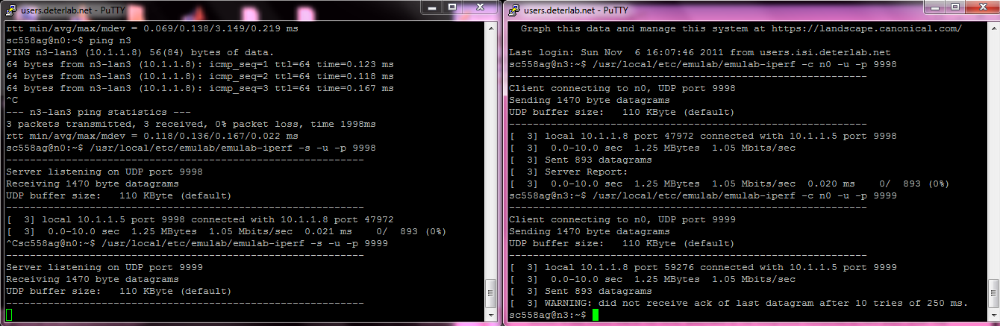 users.deterlab.net - PuTTY
rtt min/avg/max/mdev = 0.069/0.138/3.149/0.219 ms
sc558ag@n0:~$ ping n3
PING n3-lan3 (10.1.1.8) 56(84) bytes of data.
64 bytes from n3-lan3 (10.1.1.8): icmp_seq=1 ttl=64 time=0.123 ms
64 bytes from n3-lan3 (10.1.1.8): icmp_seq=2 ttl=64 time=0.118 ms
64 bytes from n3-lan3 (10.1.1.8): icmp_seq=3 ttl=64 time=0.167 ms
^C
--- n3-lan3 ping statistics ---
3 packets transmitted, 3 received, 0% packet loss, time 1998ms
rtt min/avg/max/mdev = 0.118/0.136/0.167/0.022 ms
sc558ag@n0:~$ /usr/local/etc/emulab/emulab-iperf -s -u -p 9998
------------------------------------------------------------
Server listening on UDP port 9998
Receiving 1470 byte datagrams
UDP buffer size:   110 KByte (default)
------------------------------------------------------------
[  3] local 10.1.1.5 port 9998 connected with 10.1.1.8 port 47972
[  3]  0.0-10.0 sec  1.25 MBytes  1.05 Mbits/sec  0.021 ms    0/  893 (0%)
^Csc558ag@n0:~$ /usr/local/etc/emulab/emulab-iperf -s -u -p 9999
------------------------------------------------------------
Server listening on UDP port 9999
Receiving 1470 byte datagrams
UDP buffer size:   110 KByte (default)
------------------------------------------------------------
users.deterlab.net - PuTTY
  Graph this data and manage this system at https://landscape.canonical.com/
Last login: Sun Nov  6 16:07:46 2011 from users.isi.deterlab.net
sc558ag@n3:~$ /usr/local/etc/emulab/emulab-iperf -c n0 -u -p 9998
------------------------------------------------------------
Client connecting to n0, UDP port 9998
Sending 1470 byte datagrams
UDP buffer size:   110 KByte (default)
------------------------------------------------------------
[  3] local 10.1.1.8 port 47972 connected with 10.1.1.5 port 9998
[  3]  0.0-10.0 sec  1.25 MBytes  1.05 Mbits/sec
[  3] Sent 893 datagrams
[  3] Server Report:
[  3]  0.0-10.0 sec  1.25 MBytes  1.05 Mbits/sec  0.020 ms    0/  893 (0%)
sc558ag@n3:~$ /usr/local/etc/emulab/emulab-iperf -c n0 -u -p 9999
------------------------------------------------------------
Client connecting to n0, UDP port 9999
Sending 1470 byte datagrams
UDP buffer size:   110 KByte (default)
------------------------------------------------------------
[  3] local 10.1.1.8 port 59276 connected with 10.1.1.5 port 9999
[  3]  0.0-10.0 sec  1.25 MBytes  1.05 Mbits/sec
[  3] Sent 893 datagrams
[  3] WARNING: did not receive ack of last datagram after 10 tries of 250 ms.
sc558ag@n3:~$